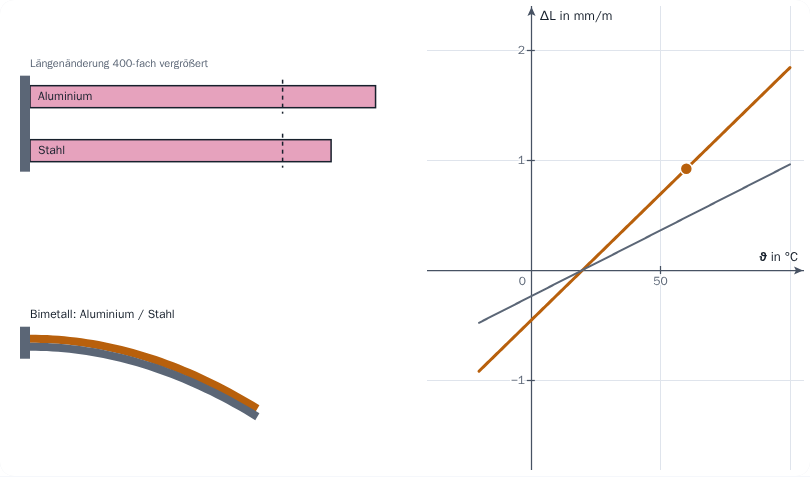 Längenänderung 400-fach vergrößert
Aluminium
Stahl
Bimetall: Aluminium / Stahl
ΔL in mm/m
2
1
ϑ in °C
0
50
−1